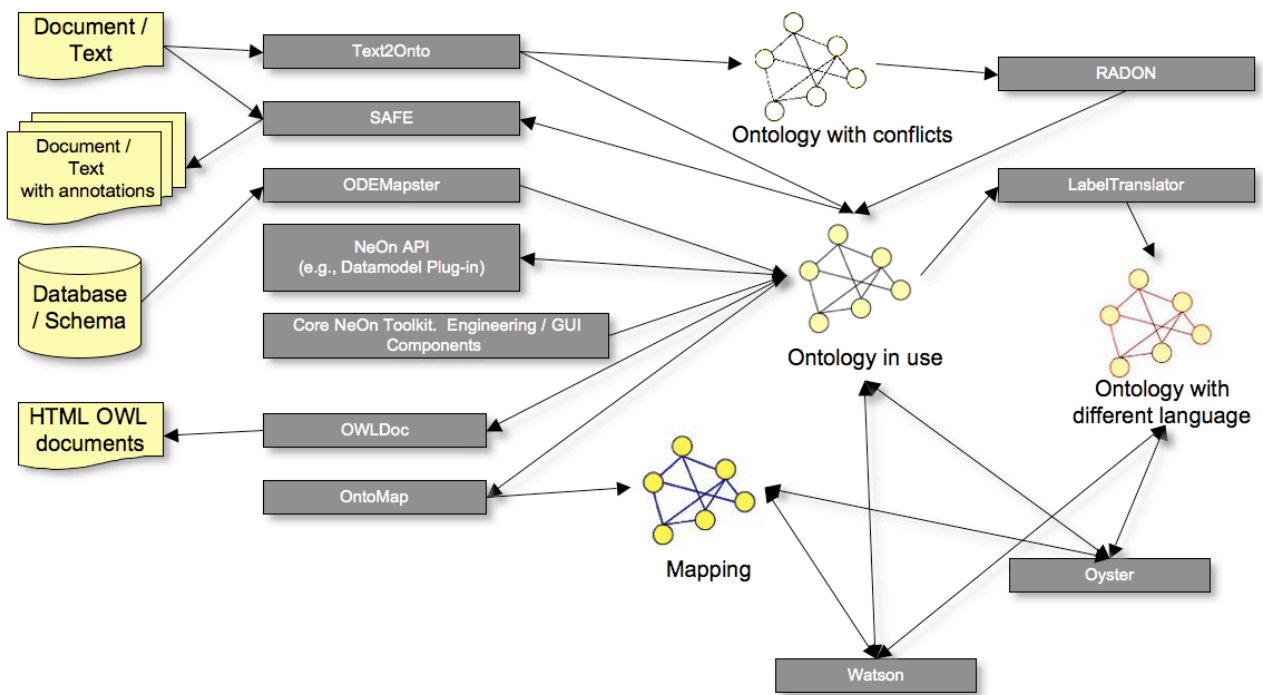 Document /
Text
Text2Onto
RADON
SAFE
Ontology with conflicts
Document /
Text
with annotations
ODEMapster
LabelTranslator
NeOn API
(e.g., Datamodel Plug-in)
Database
/ Schema
Core NeOn Toolkit.  Engineering / GUI
Components
Ontology in use
Ontology with
different language
HTML OWL
documents
OWLDoc
OntoMap
Mapping
Oyster
Watson